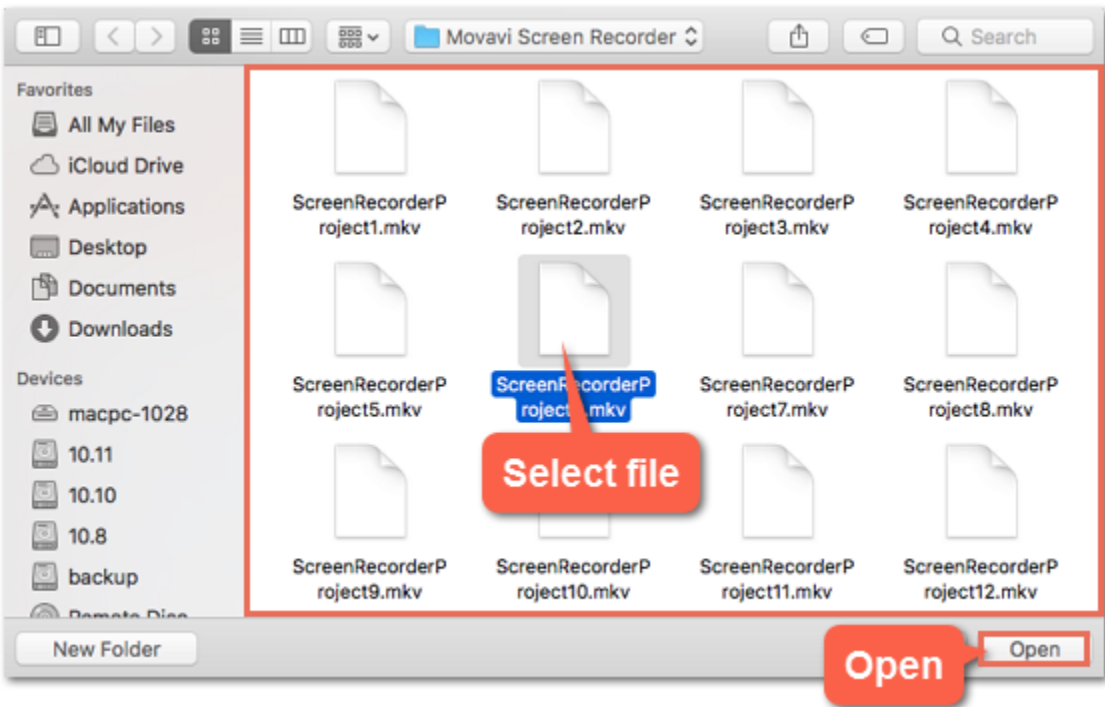 Movavi Screen Recorder
Search
Favorites
All My Files
iCloud Drive
Applications
Desktop
Documents
Downloads
Devices
macpc-1028
10.11
10.10
10.8
backup
Remote Disc
ScreenRecorderP
roject1.mkv
ScreenRecorderP
roject2.mkv
ScreenRecorderP
roject3.mkv
ScreenRecorderP
roject4.mkv
ScreenRecorderP
roject5.mkv
ScreenRecorderP
.mkv
ScreenRecorderP
roject7.mkv
ScreenRecorderP
roject8.mkv
Select file
ScreenRecorderP
roject9.mkv
ScreenRecorderP
roject10.mkv
ScreenRecorderP
roject11.mkv
ScreenRecorderP
roject12.mkv
New Folder
Open
Open